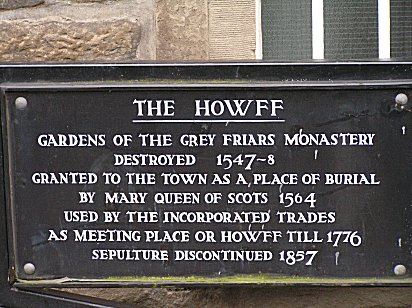 THE HOWFF
GARDENS OF THE GREY FRIARS MONASTERY
DESTROYED 1547-8
GRANTED TO THE TOWN AS A PLACE OF BURIAL
BY MARY QUEEN OF SCOTS 1564
USED BY THE INCORPORATED TRADES
AS MEETING PLACE OR HOWFF TILL 1776
SEPULTURE DISCONTINUED 1857